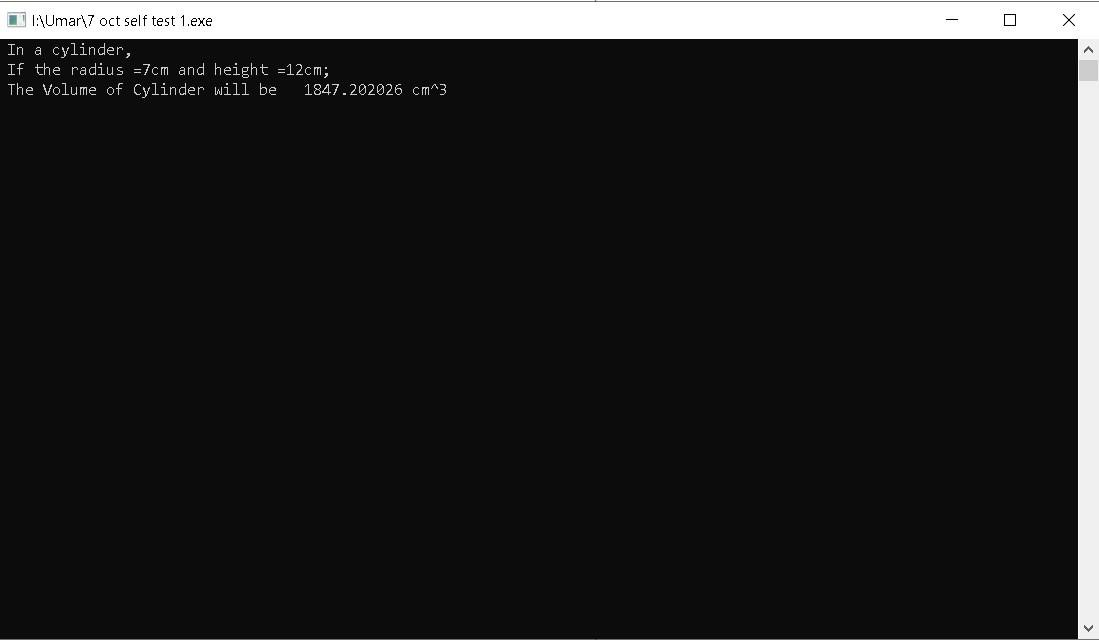 I:\Umar\7 oct self test 1.exe
In a cylinder,
If the radius =7cm and height =12cm;
The Volume of Cylinder will be   1847.202026 cm^3